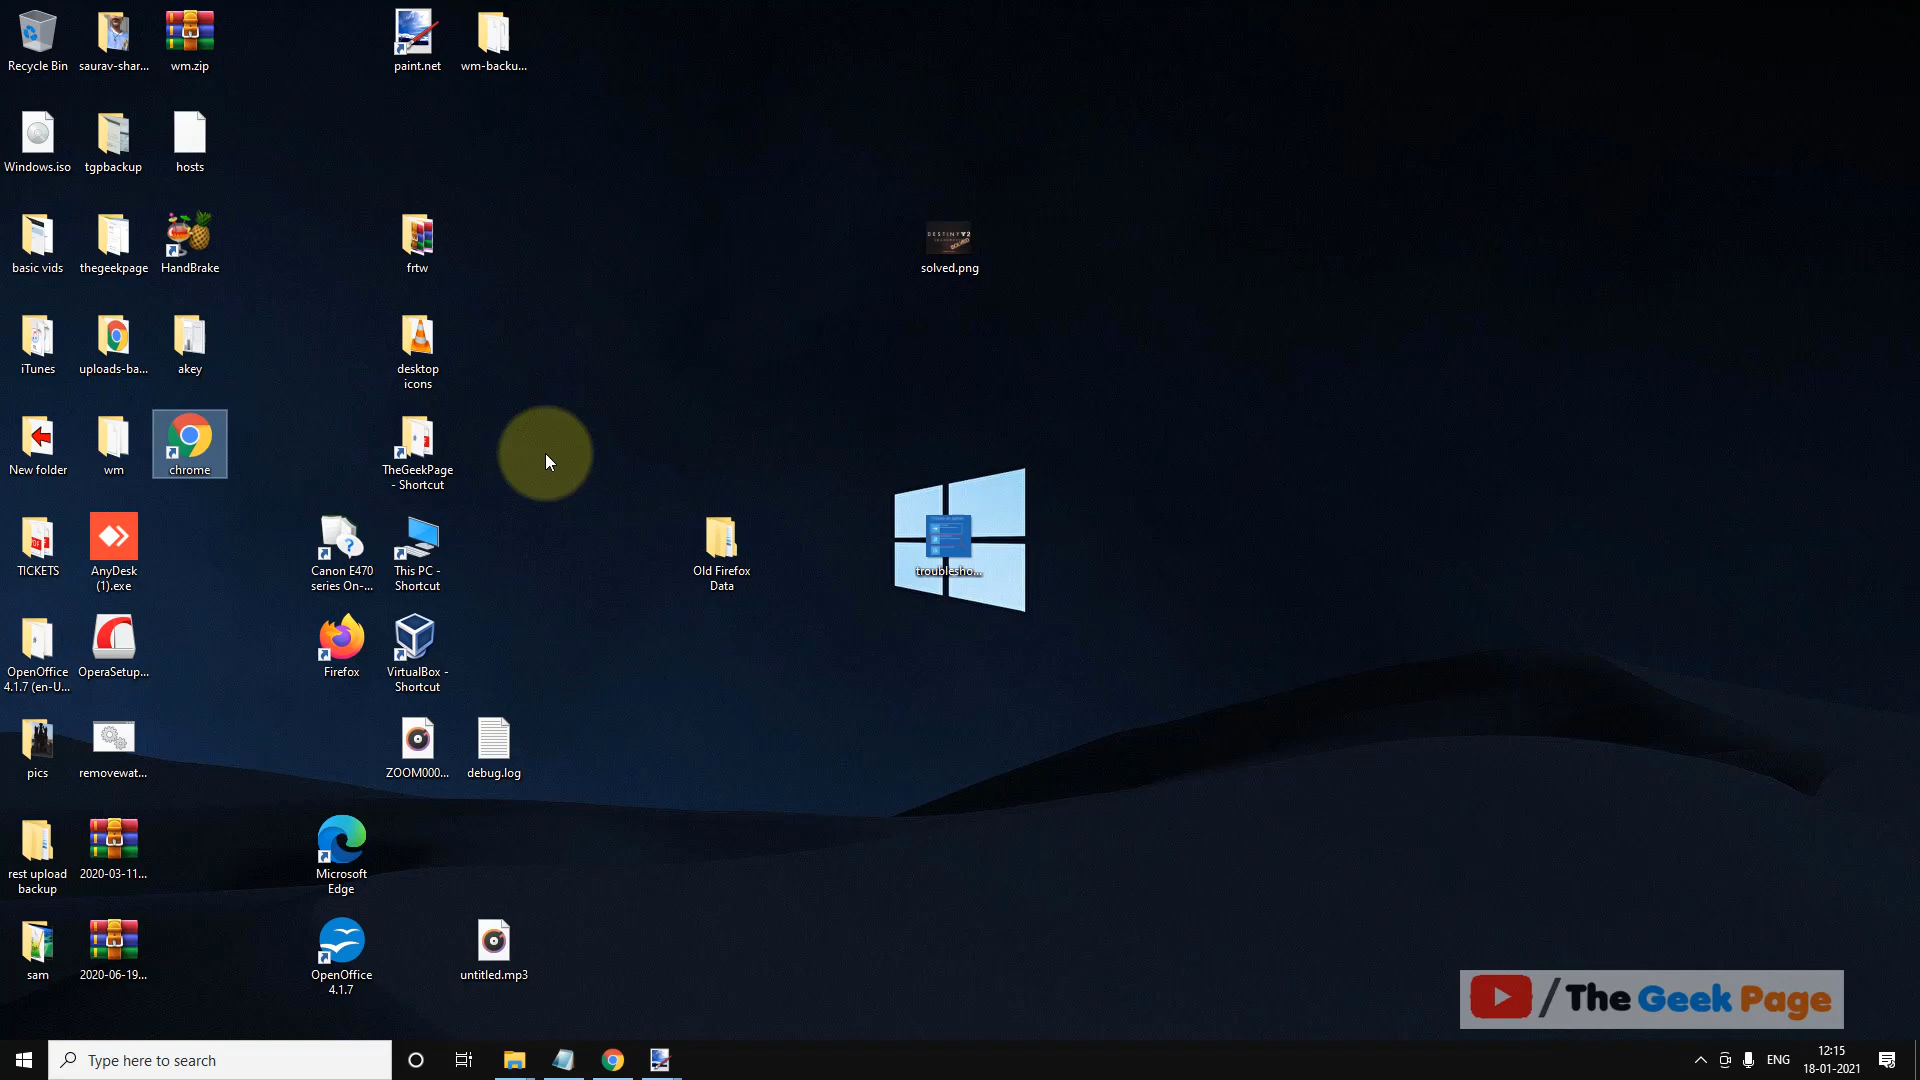 Recycle Bin
saurav-shar...
wm.zip
paint.net
wm-backu...
Windows.iso
tgpbackup
hosts
basic vids
thegeekpage
HandBrake
frtw
DESTINY 2
SOLVED
solved.png
iTunes
uploads-ba...
akey
desktop
icons
New folder
wm
chrome
TheGeekPage
- Shortcut
TICKETS
AnyDesk
(1).exe
Canon E470
series On-...
This PC -
Shortcut
Old Firefox
Data
troublesho...
OpenOffice
4.1.7 (en-U...
OperaSetup...
Firefox
VirtualBox -
Shortcut
pics
removewat...
ZOOM000...
debug.log
rest upload
backup
2020-03-11...
Microsoft
Edge
sam
2020-06-19...
OpenOffice
4.1.7
untitled.mp3
/The Geek Page
Type here to search
ENG
12:15
18-01-2021